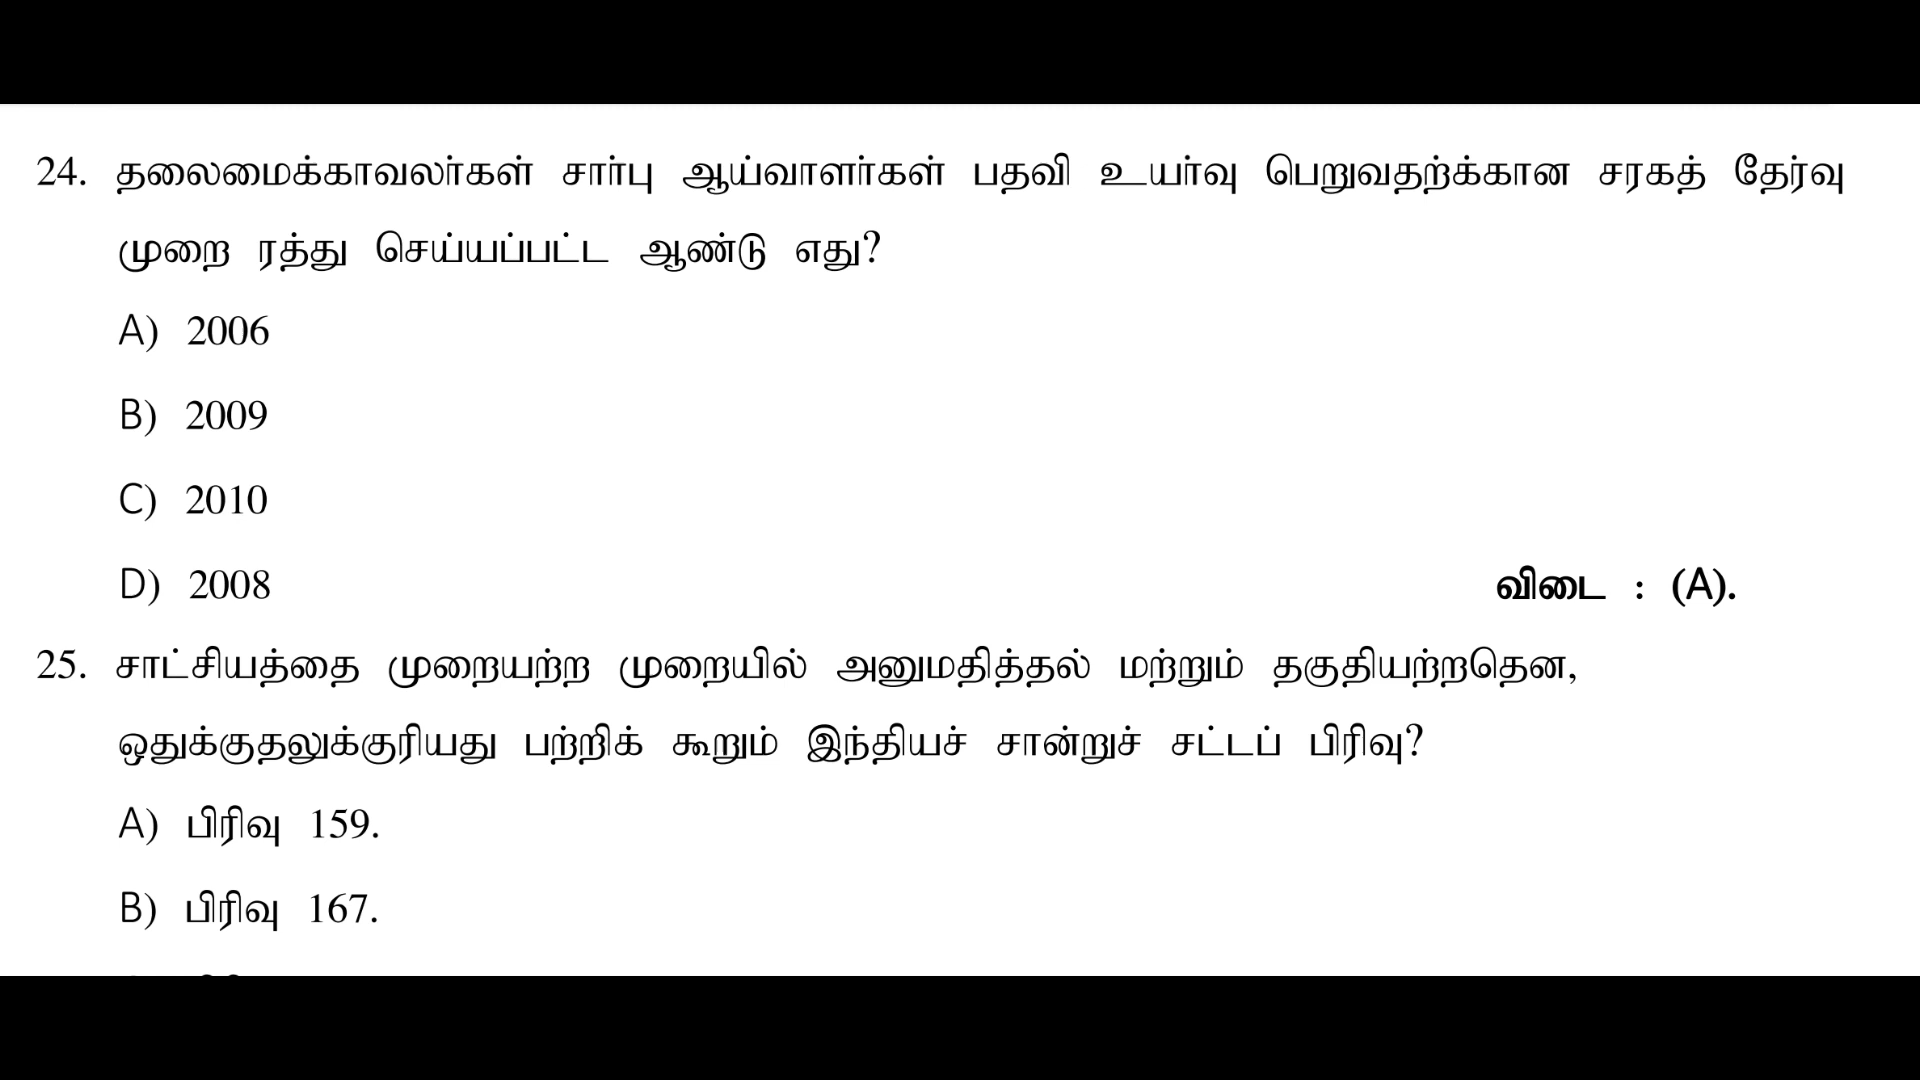 24. தலைமைக்காவலர்கள் சார்பு ஆய்வாளர்கள் பதவி உயர்வு பெறுவதற்க்கான சரகத் தேர்வு
முறை ரத்து செய்யப்பட்ட ஆண்டு எது?
A) 2006
B) 2009
C) 2010
D) 2008 விடை : (A).
25. சாட்சியத்தை முறையற்ற முறையில் அனுமதித்தல் மற்றும் தகுதியற்றதென,
ஒதுக்குதலுக்குரியது பற்றிக் கூறும் இந்தியச் சான்றுச் சட்டப் பிரிவு?
A) பிரிவு 159.
B) பிரிவு 167.